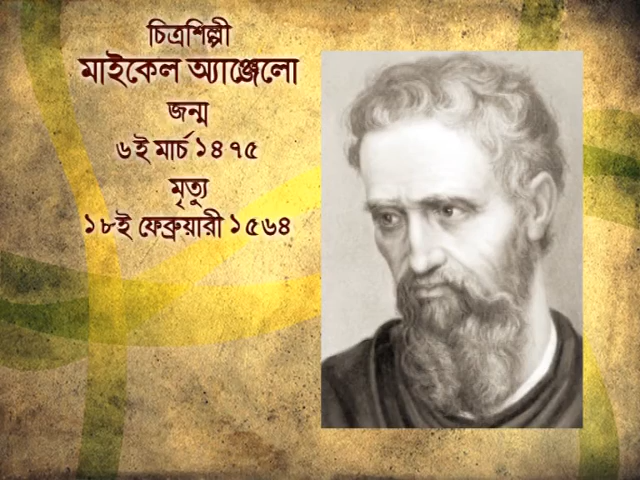 চিত্রশিল্পী
মাইকেল অ্যাঞ্জেলো
জন্ম
৬ই মার্চ ১৪৭৫
মৃত্যু
১৮ই ফেব্রুয়ারী ১৫৬৪